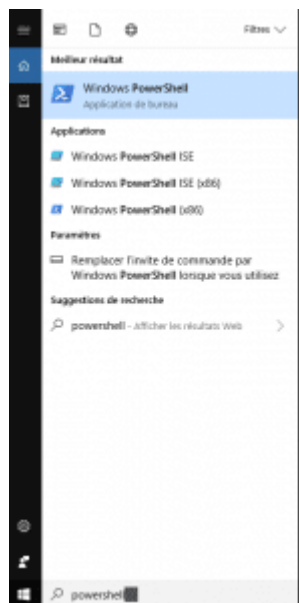 Filtres
Meilleur résultat
Windows PowerShell
Application de bureau
Applications
Windows PowerShell ISE
Windows PowerShell ISE (x86)
Windows PowerShell (x86)
Paramètres
Remplacer l'invite de commande par
Windows PowerShell lorsque vous utilisez
Suggestions de recherche
powershell - Afficher les résultats Web
powershell